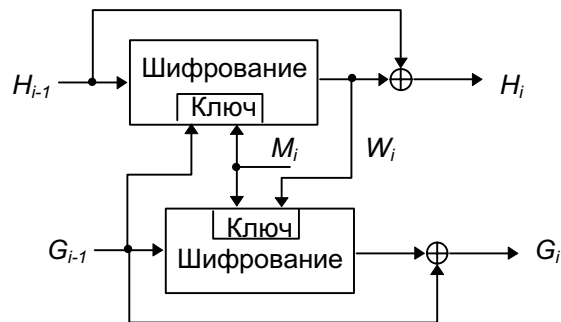 Шифрование
H_{i-1}
H_i
Ключ
M_i
W_i
Ключ
G_{i-1}
G_i
Шифрование